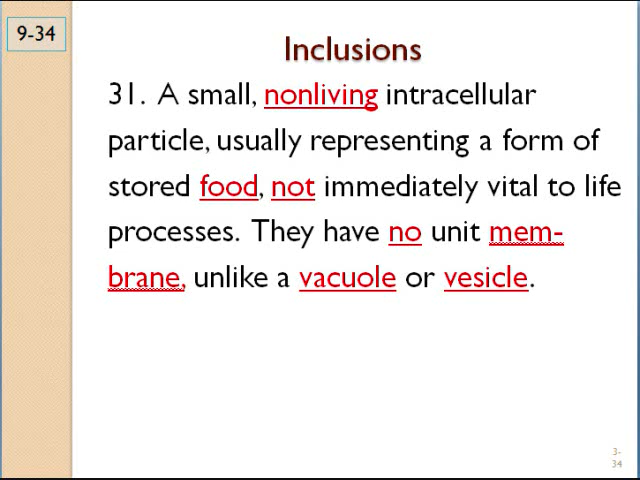 9-34
Inclusions
31. A small, nonliving intracellular
particle, usually representing a form of
stored food, not immediately vital to life
processes. They have no unit mem-
brane, unlike a vacuole or vesicle.
3-
34